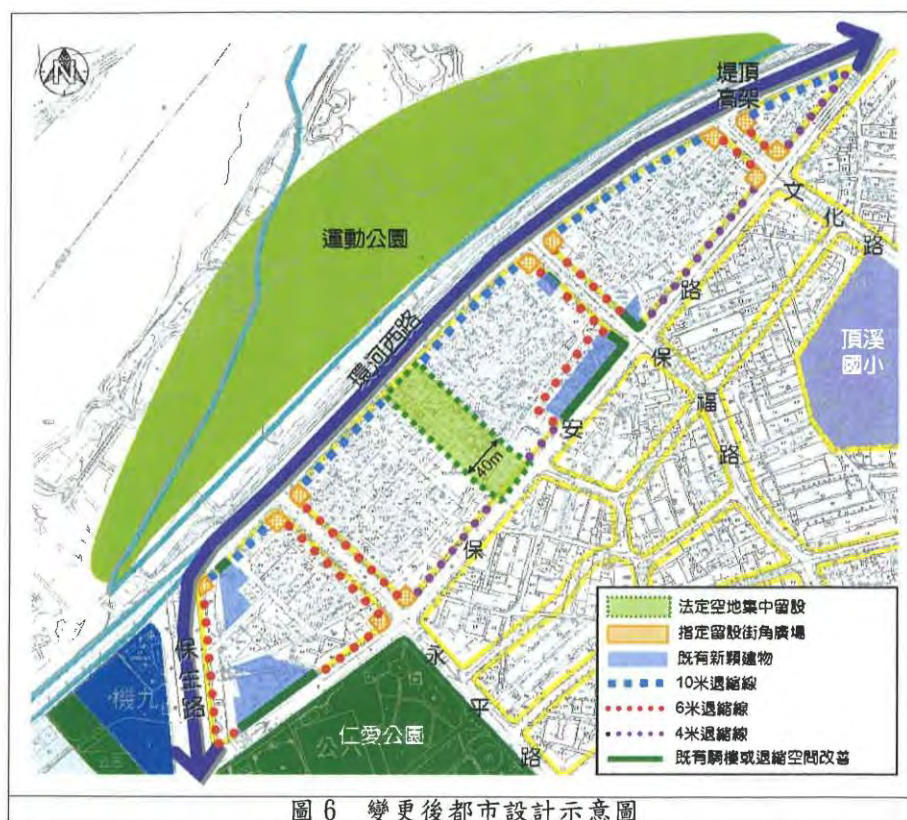 N
堤頂
高架
運動公園
文化路
環河西路
頂溪
國小
保福路
保安路
40m
保生路
機九
公
仁愛公園
永平路
法定空地集中留設
指定留設街角廣場
既有新穎建物
10米退縮線
6米退縮線
4米退縮線
既有騎樓或退縮空間改善
圖 6 變更後都市設計示意圖